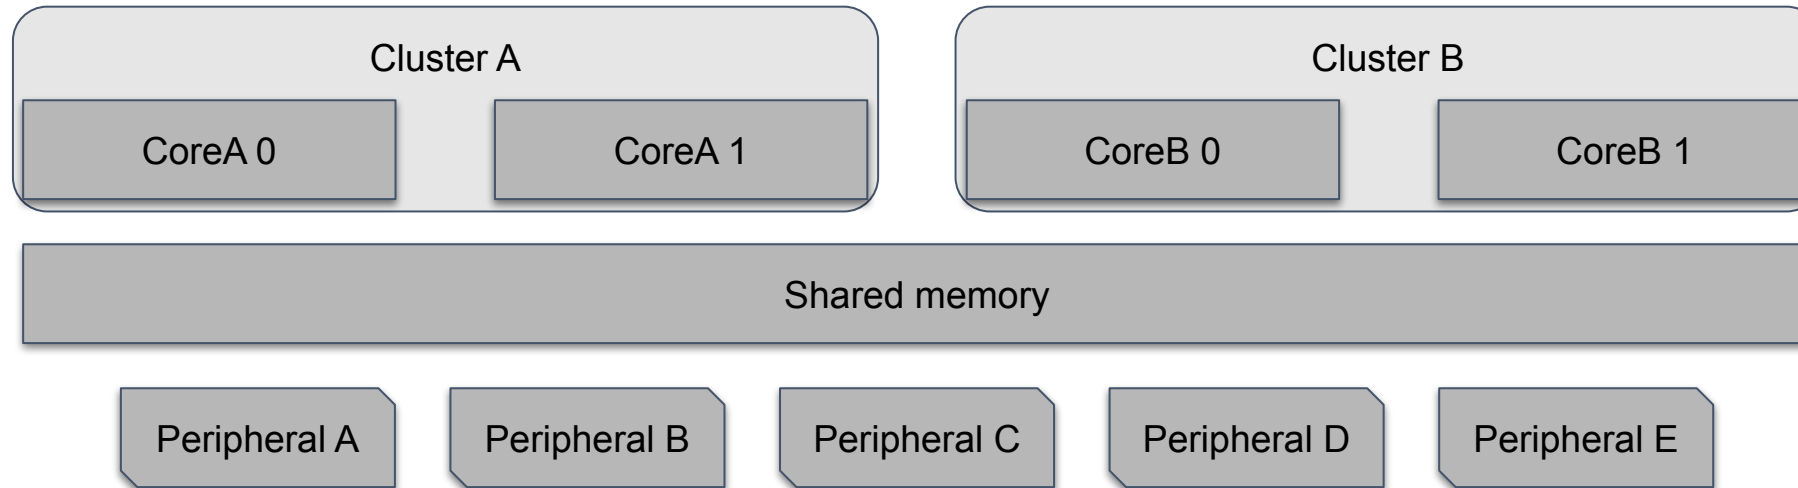 Cluster A
Cluster B
CoreA 0
CoreA 1
CoreB 0
CoreB 1
Shared memory
Peripheral A
Peripheral B
Peripheral C
Peripheral D
Peripheral E